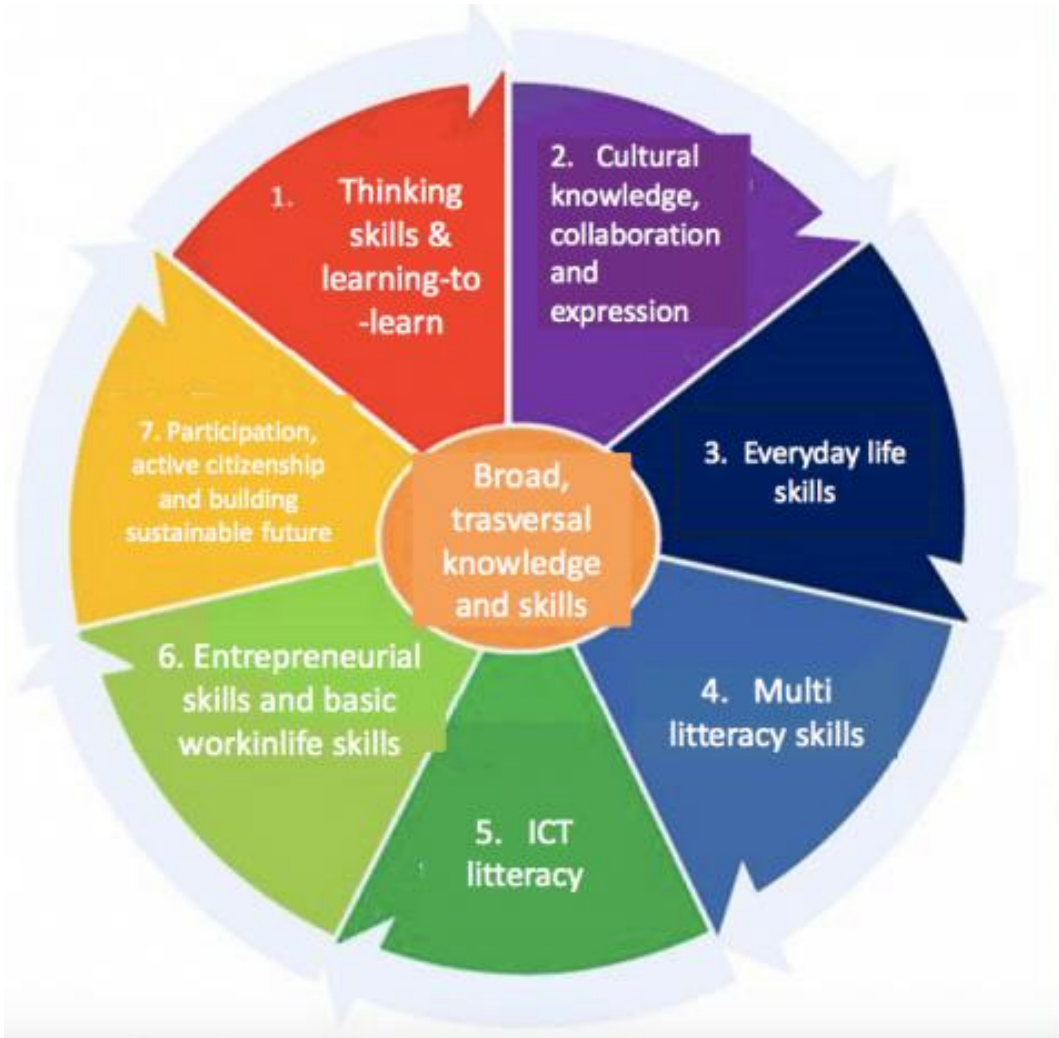 1. Thinking
skills &
learning-to
-learn
2. Cultural
knowledge,
collaboration
and
expression
3. Everyday life
skills
4. Multi
litteracy skills
5. ICT
litteracy
6. Entrepreneurial
skills and basic
workinlife skills
7. Participation,
active citizenship
and building
sustainable future
Broad,
trasversal
knowledge
and skills